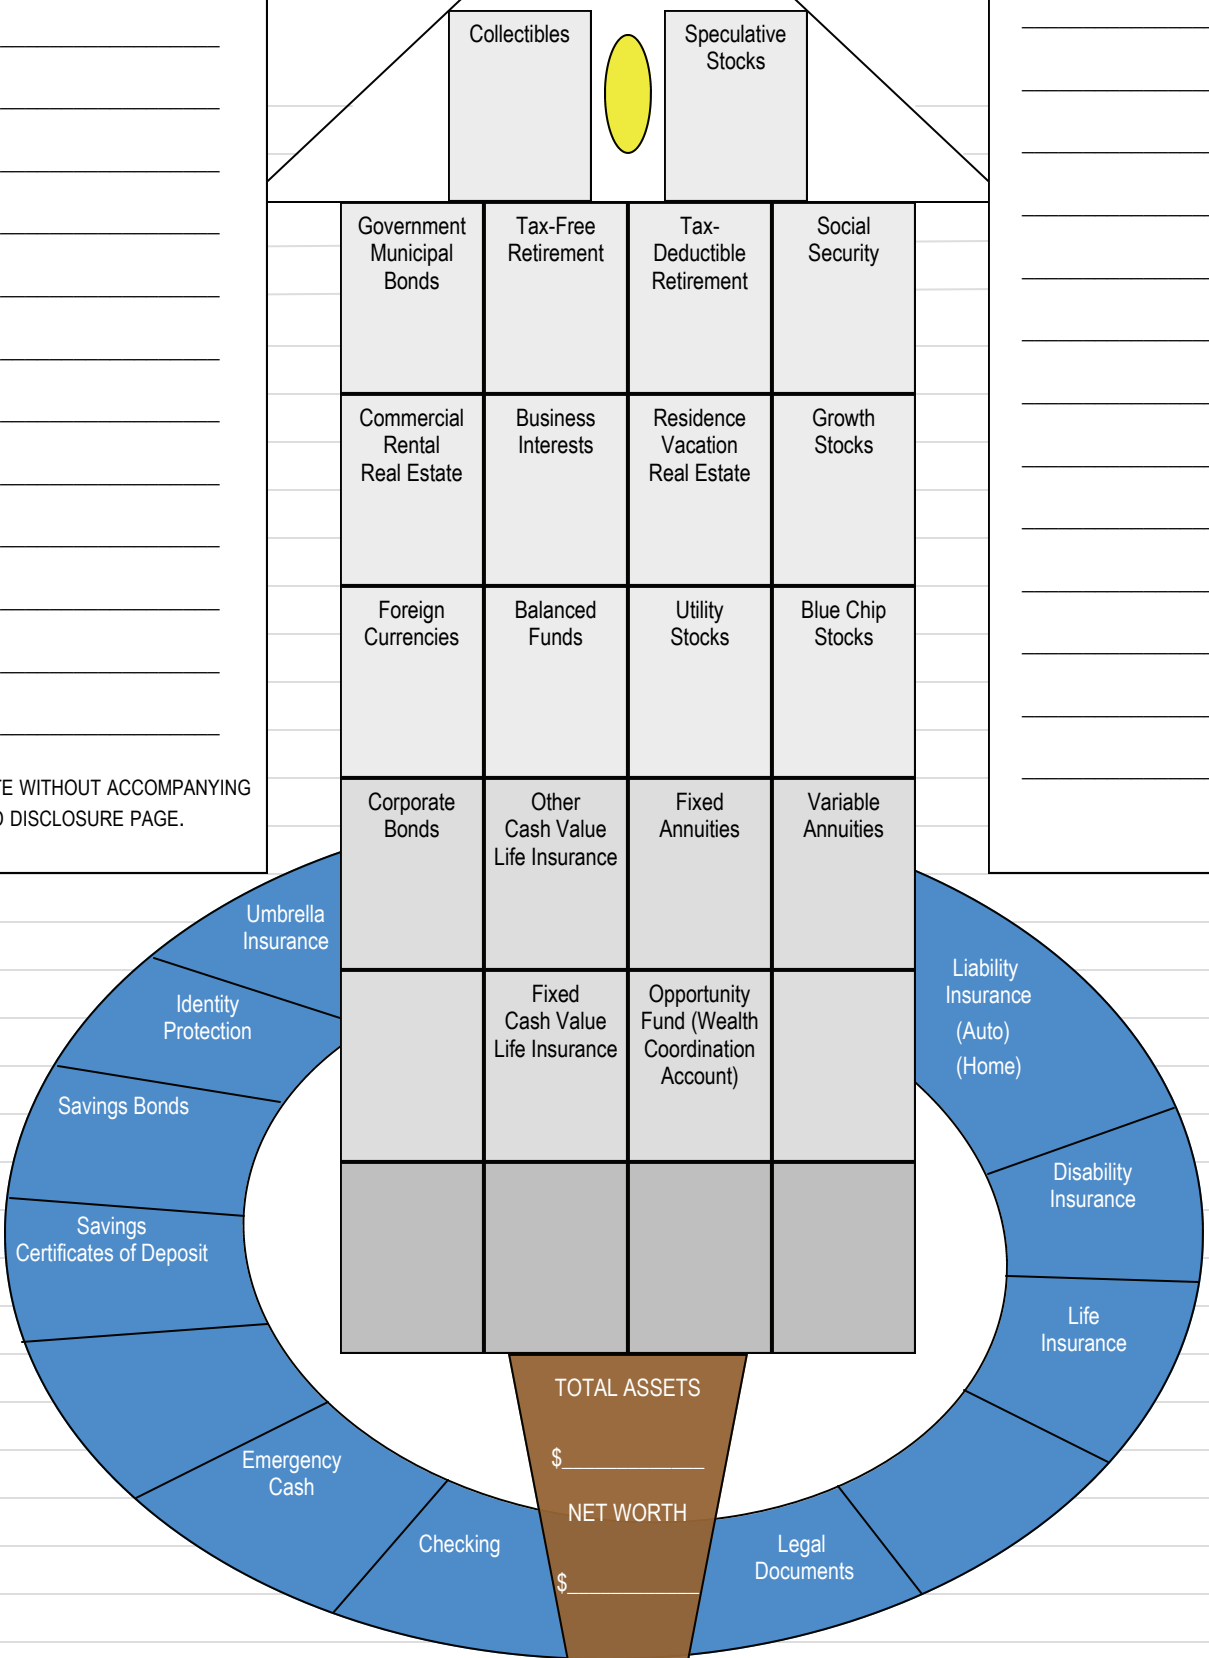 Collectibles
Speculative
Stocks
Government
Municipal
Bonds
Tax-Free
Retirement
Tax-
Deductible
Retirement
Social
Security
Commercial
Rental
Real Estate
Business
Interests
Residence
Vacation
Real Estate
Growth
Stocks
Foreign
Currencies
Balanced
Funds
Utility
Stocks
Blue Chip
Stocks
WITHOUT ACCOMPANYING
DISCLOSURE PAGE.
Corporate
Bonds
Other
Cash Value
Life Insurance
Fixed
Annuities
Variable
Annuities
Umbrella
Insurance
Identity
Protection
Savings Bonds
Savings
Certificates of Deposit
Emergency
Cash
Checking
Fixed
Cash Value
Life Insurance
Opportunity
Fund (Wealth
Coordination
Account)
Liability
Insurance
(Auto)
(Home)
Disability
Insurance
Life
Insurance
Legal
Documents
TOTAL ASSETS
$______________
NET WORTH
$____________